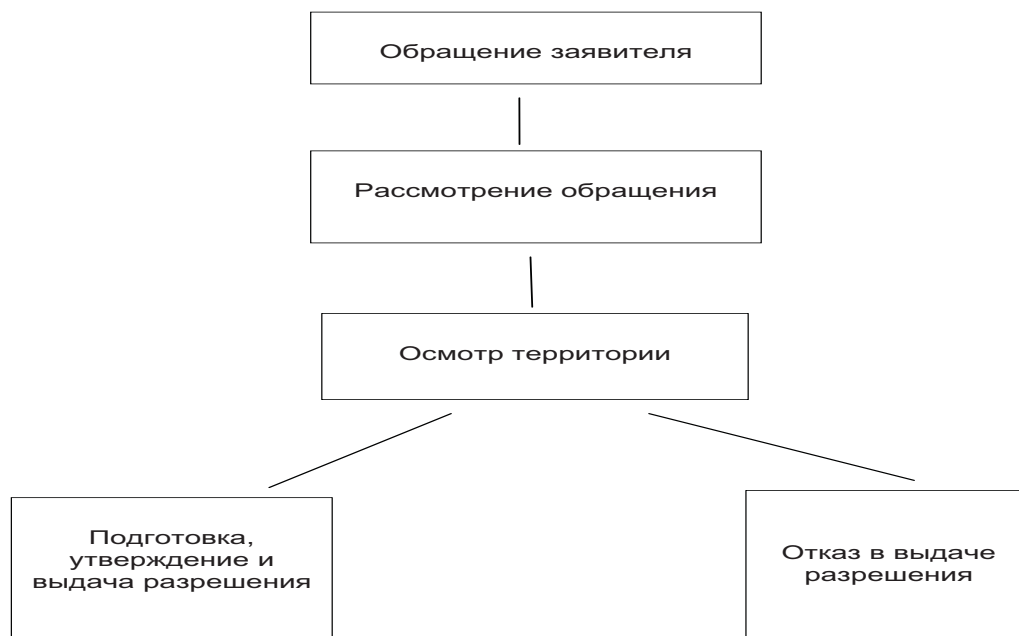 Обращение заявителя
Рассмотрение обращения
Осмотр территории
Подготовка,
утверждение и
выдача разрешения
Отказ в выдаче
разрешения